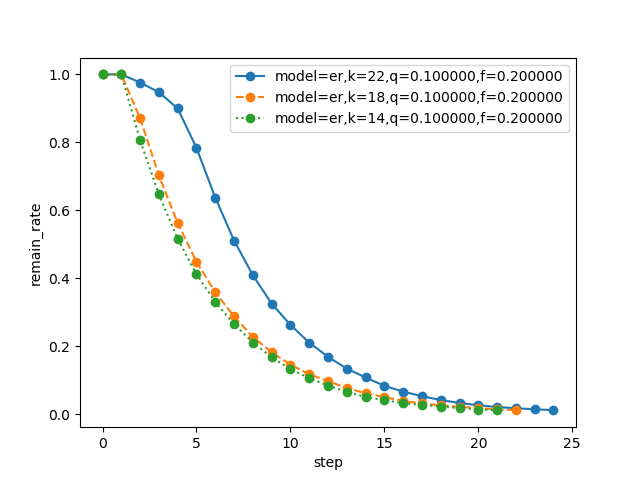 model=er,k=22,q=0.100000,f=0.200000
model=er,k=18,q=0.100000,f=0.200000
model=er,k=14,q=0.100000,f=0.200000
1.0
0.8
0.6
0.4
0.2
0.0
remain_rate
0
5
10
15
20
25
step